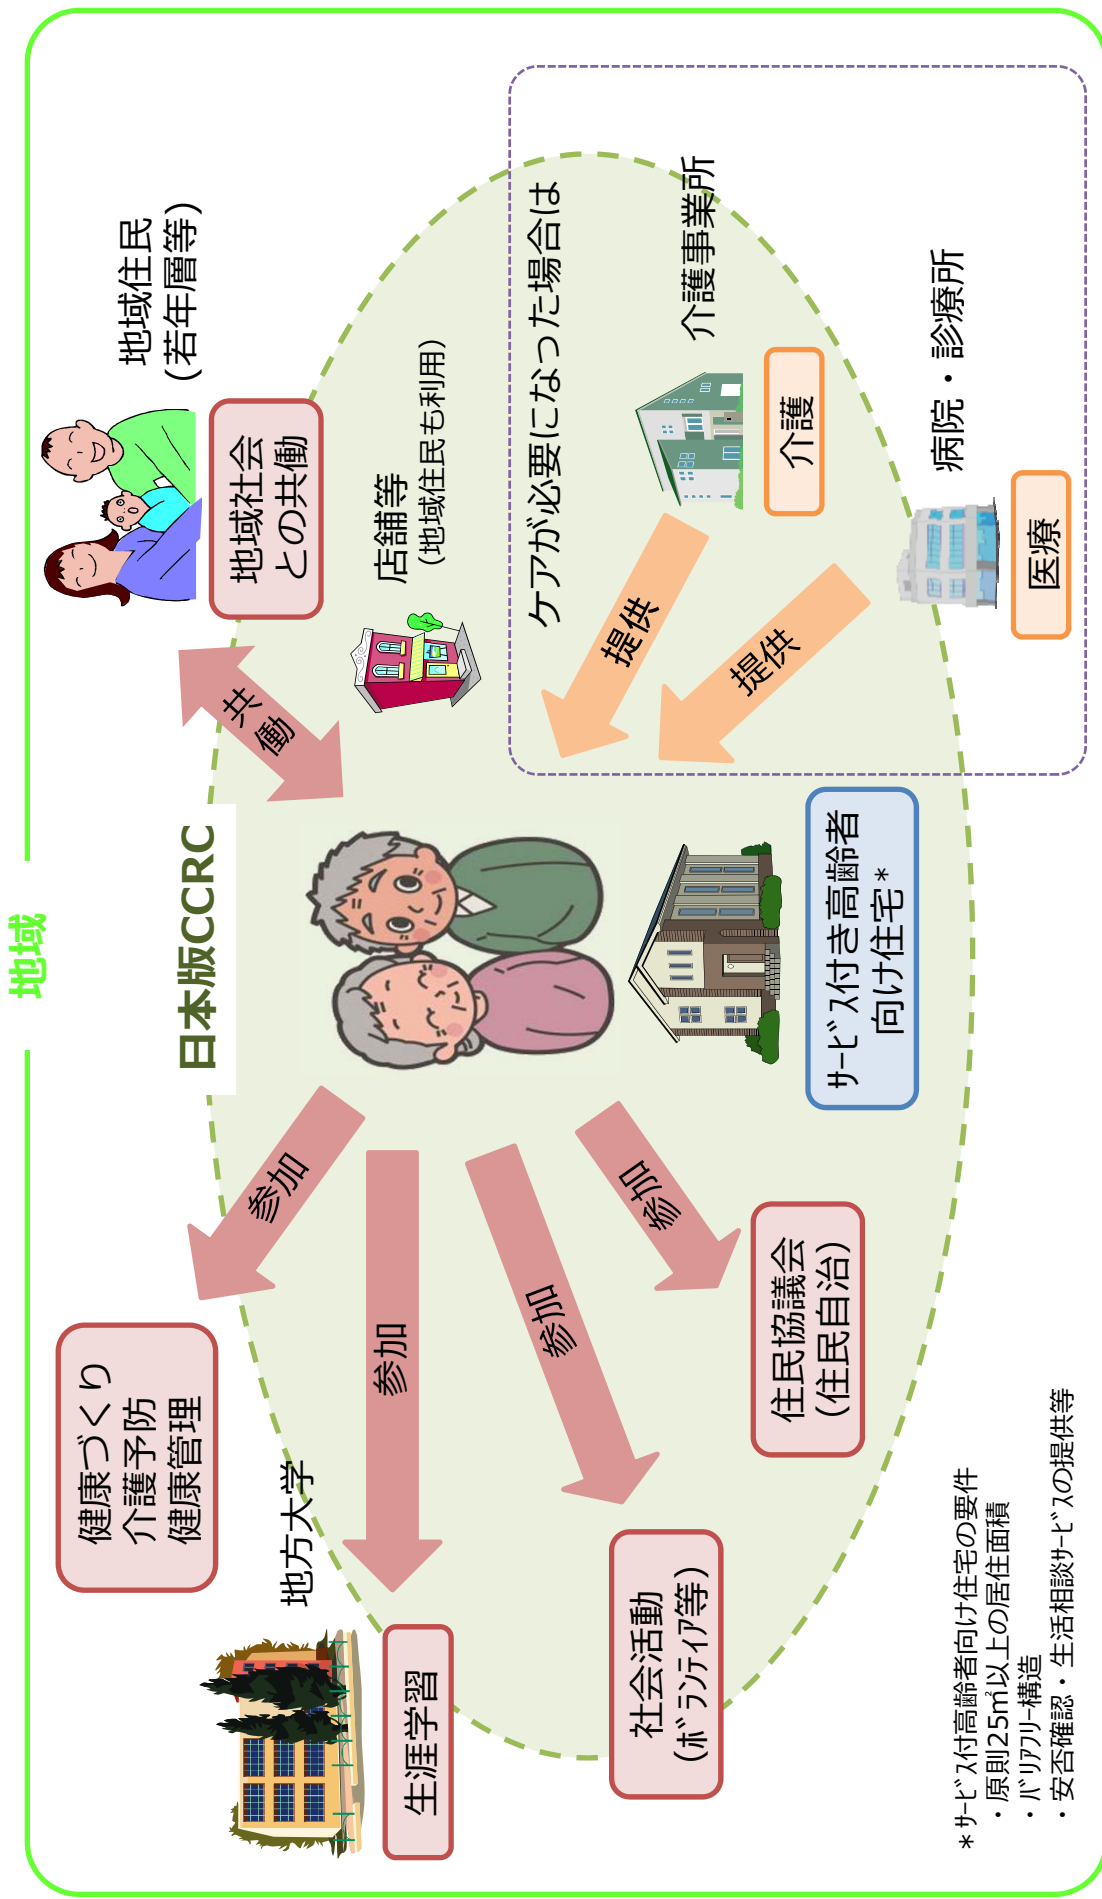 地域
日本版CCRC
地域住民
(若年層等)
地域社会
との共働
共
働
店舗等
(地域住民も利用)
ケアが必要になった場合は
介護事業所
介護
提供
病院・診療所
医療
提供
健康づくり
介護予防
健康管理
参加
地方大学
生涯学習
参加
社会活動
(ﾎﾞﾗﾝﾃｨｱ等)
参加
住民協議会
(住民自治)
参加
ｻｰﾋﾞｽ付き高齢者
向け住宅*
*ｻｰﾋﾞｽ付高齢者向け住宅の要件
・原則25㎡以上の居住面積
・ﾊﾞﾘｱﾌﾘｰ構造
・安否確認・生活相談ｻｰﾋﾞｽの提供等